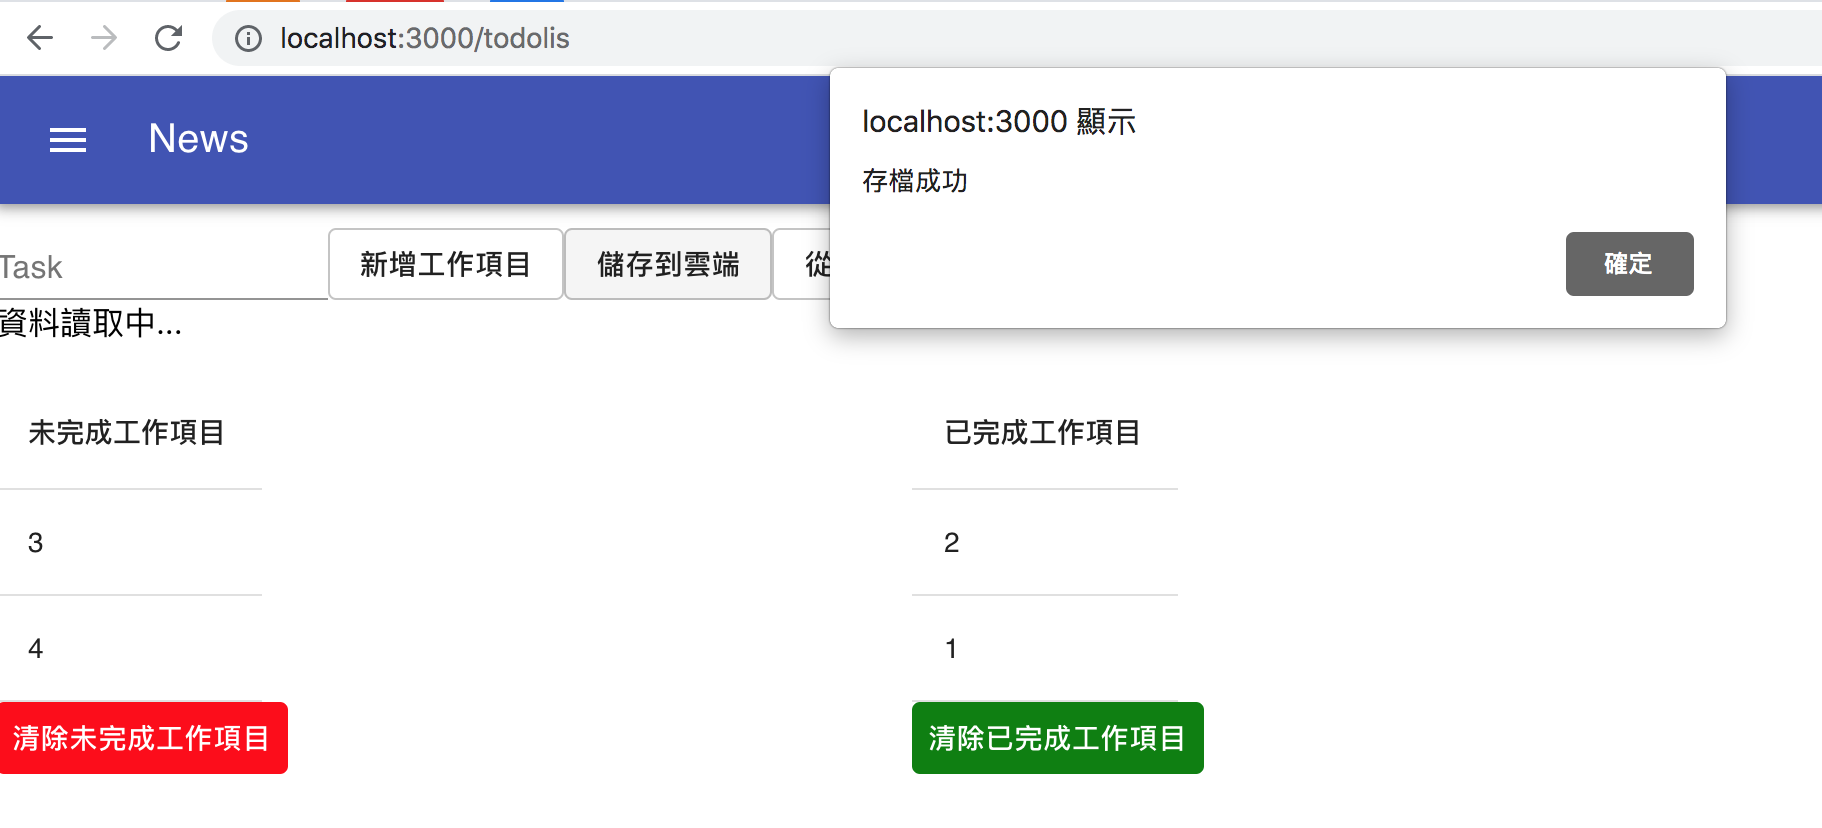 localhost:3000/todolis
News
localhost:3000 顯示
存檔成功
確定
Task
新增工作項目
儲存到雲端
從
資料讀取中...
未完成工作項目
3
4
清除未完成工作項目
已完成工作項目
2
1
清除已完成工作項目